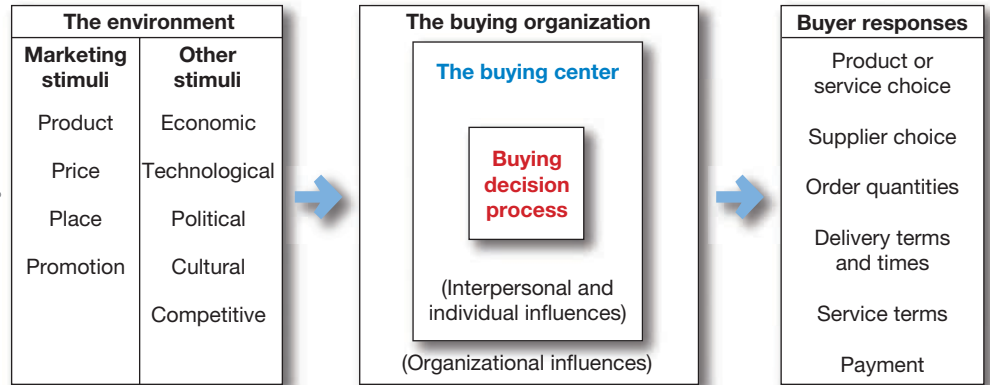 The environment
Marketing
stimuli
Product
Price
Place
Promotion
Other
stimuli
Economic
Technological
Political
Cultural
Competitive
The buying organization
The buying center
Buying
decision
process
(Interpersonal and
individual influences)
(Organizational influences)
Buyer responses
Product or
service choice
Supplier choice
Order quantities
Delivery terms
and times
Service terms
Payment